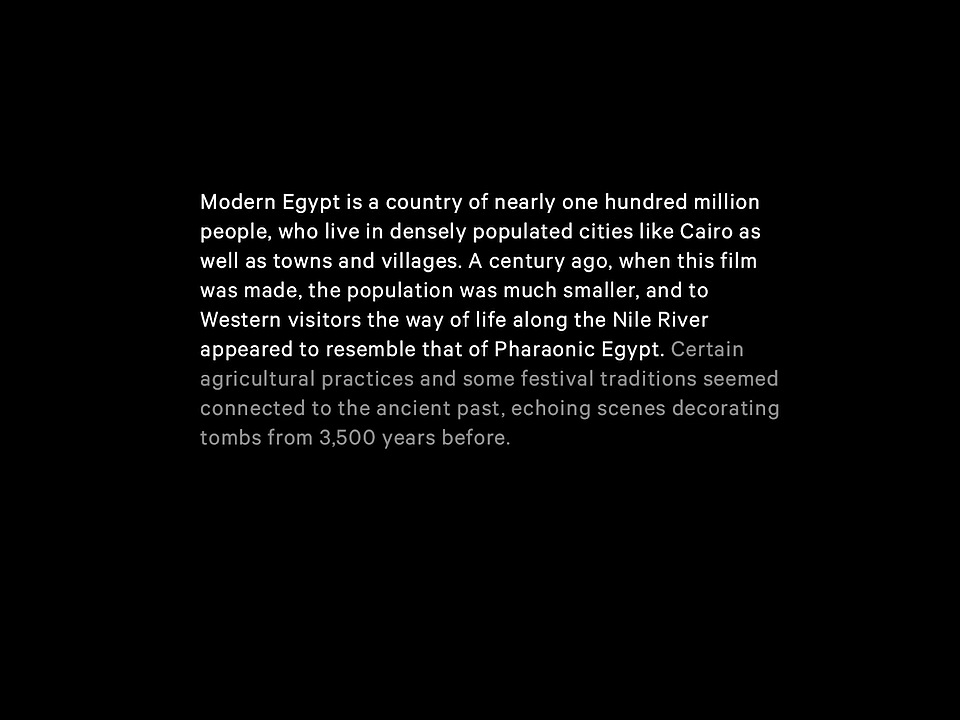 Modern Egypt is a country of nearly one hundred million
people, who live in densely populated cities like Cairo as
well as towns and villages. A century ago, when this film
was made, the population was much smaller, and to
Western visitors the way of life along the Nile River
appeared to resemble that of Pharaonic Egypt. Certain
agricultural practices and some festival traditions seemed
connected to the ancient past, echoing scenes decorating
tombs from 3,500 years before.